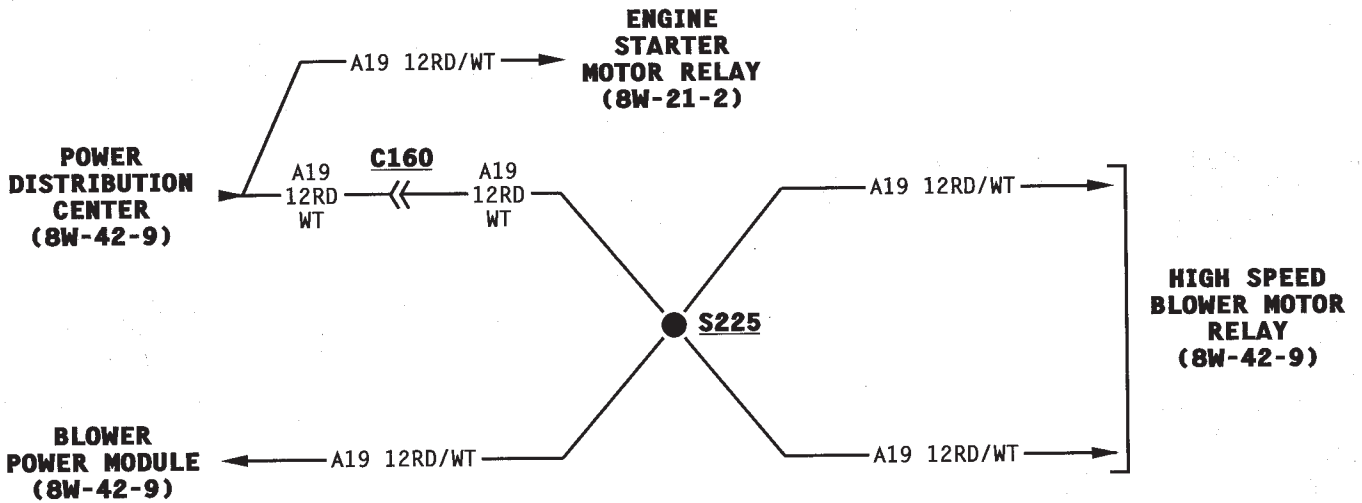 ENGINE
STARTER
MOTOR RELAY
(8W-21-2)
A19 12RD/WT
POWER
DISTRIBUTION
CENTER
(8W-42-9)
A19
12RD
WT
C160
A19
12RD
WT
A19 12RD/WT
S225
HIGH SPEED
BLOWER MOTOR
RELAY
(8W-42-9)
BLOWER
POWER MODULE
(8W-42-9)
A19 12RD/WT
A19 12RD/WT